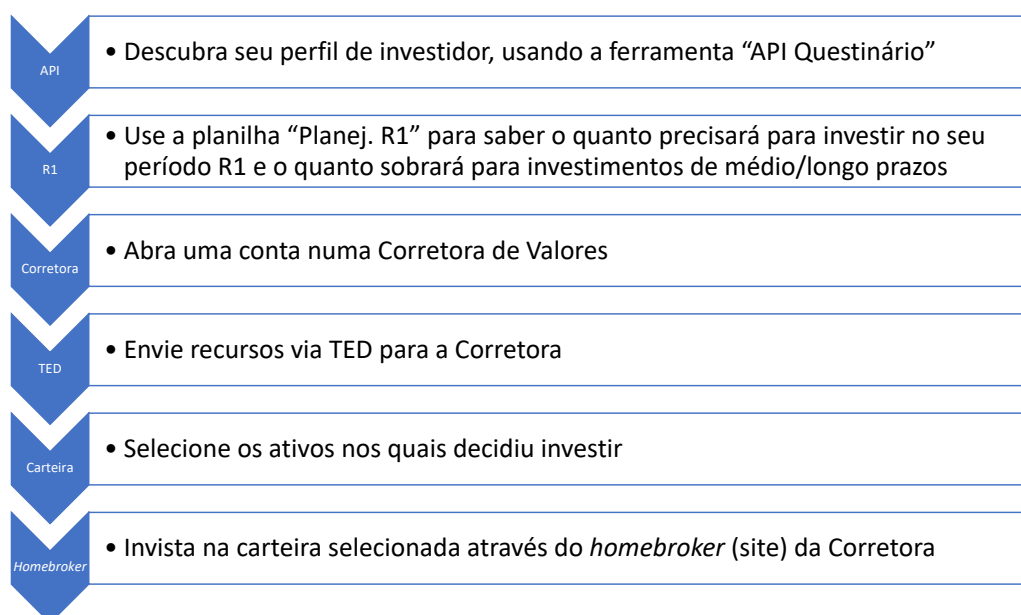 API
• Descubra seu perfil de investidor, usando a ferramenta “API Questinário”
R1
• Use a planilha “Planej. R1” para saber o quanto precisará para investir no seu
período R1 e o quanto sobrará para investimentos de médio/longo prazos
Corretora
• Abra uma conta numa Corretora de Valores
TED
• Envie recursos via TED para a Corretora
Carteira
• Selecione os ativos nos quais decidiu investir
Homebroker
• Invista na carteira selecionada através do homebroker (site) da Corretora